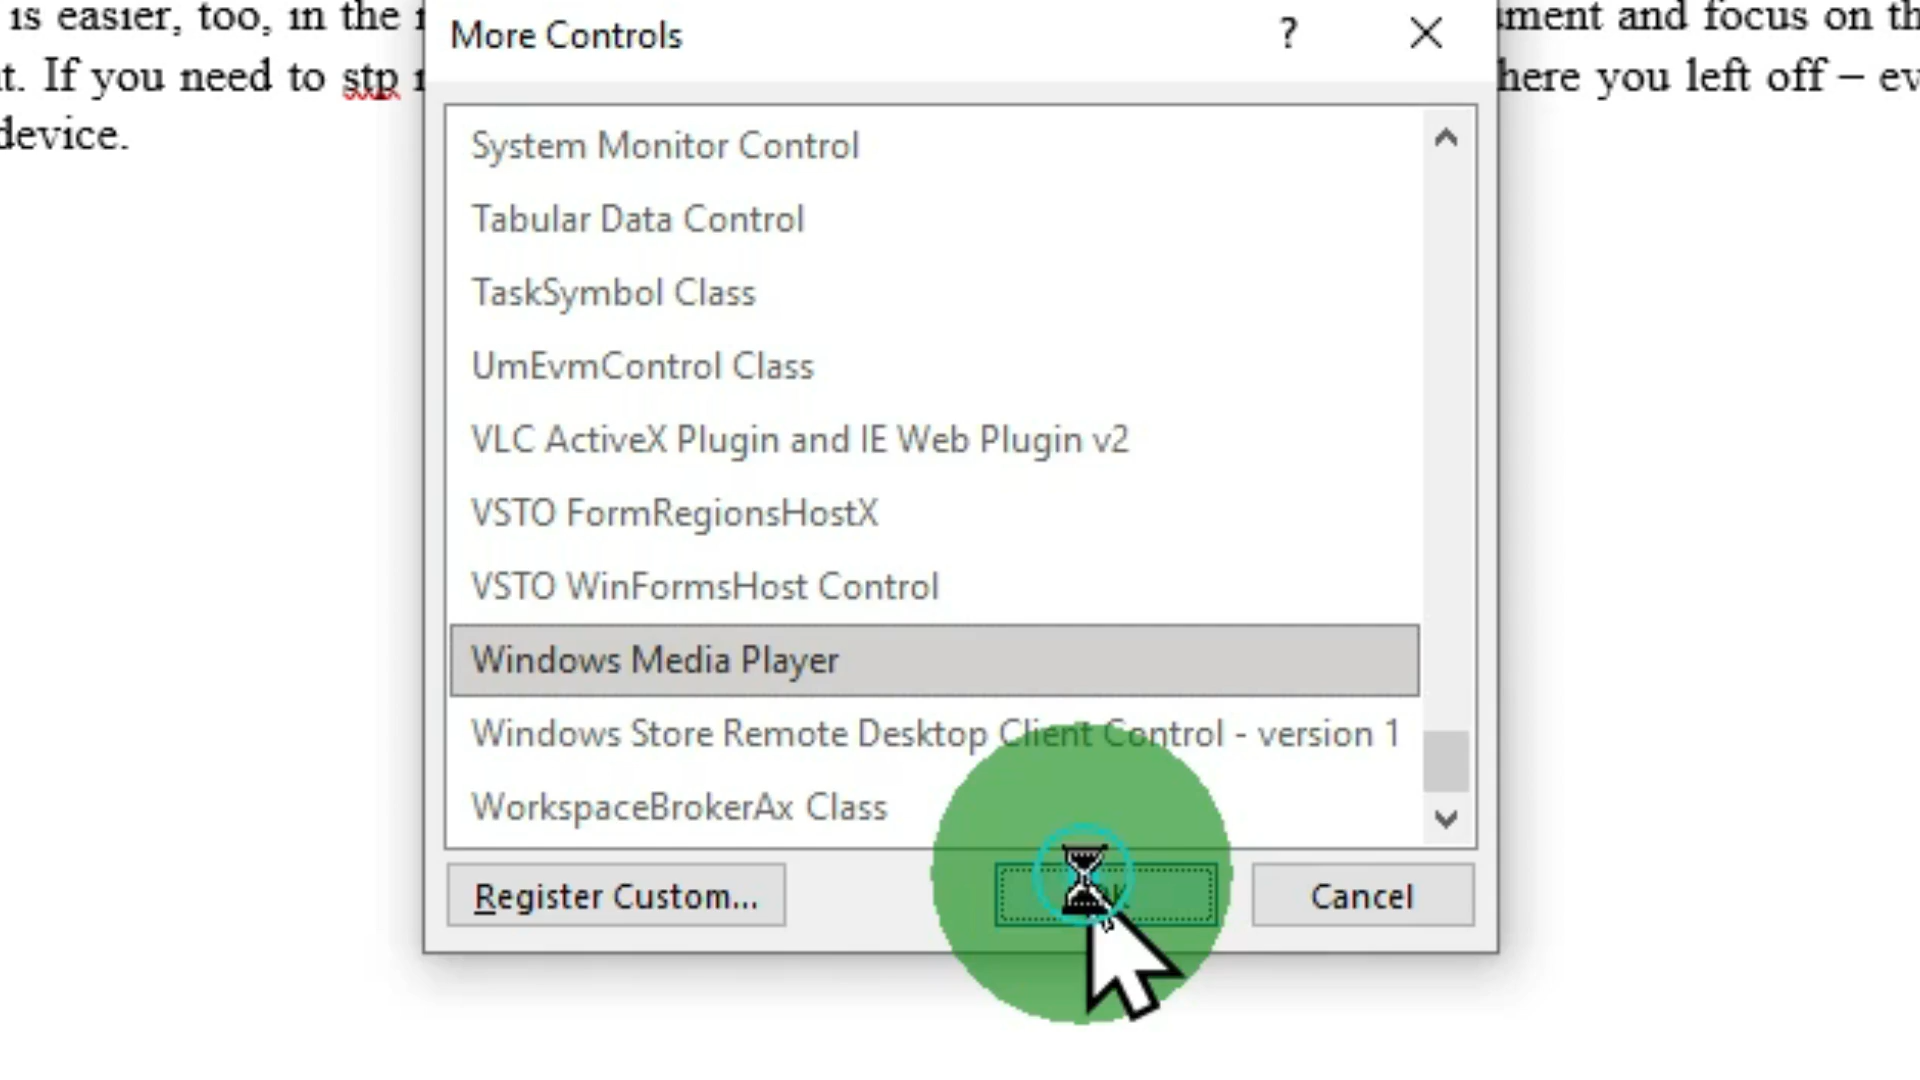 is easier, too, in the
More Controls
?
ment and focus on th
t. If you need to stp
here you left off – ev
device.
System Monitor Control
Tabular Data Control
TaskSymbol Class
UmEvmControl Class
VLC ActiveX Plugin and IE Web Plugin v2
VSTO FormRegionsHostX
VSTO WinFormsHost Control
Windows Media Player
Windows Store Remote Desktop Client Control - version 1
WorkspaceBrokerAx Class
Register Custom...
Cancel